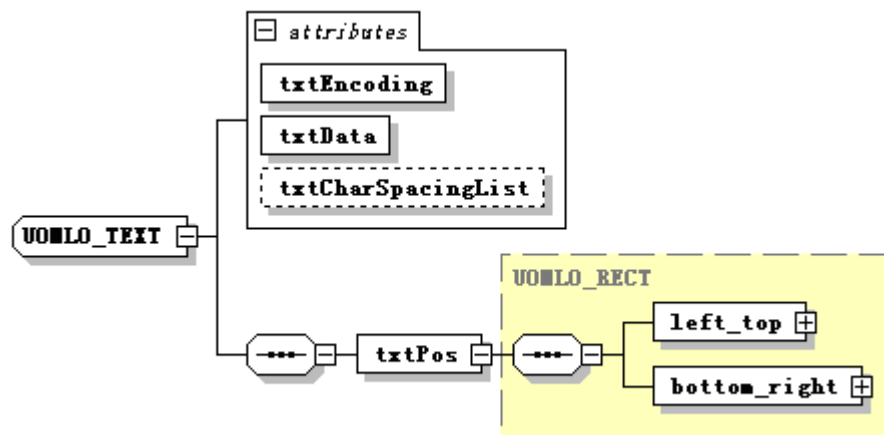 attributes
txtEncoding
txtData
txtCharSpacingList
UOMLO_TEXT
UOMLO_RECT
left_top
txtPos
bottom_right